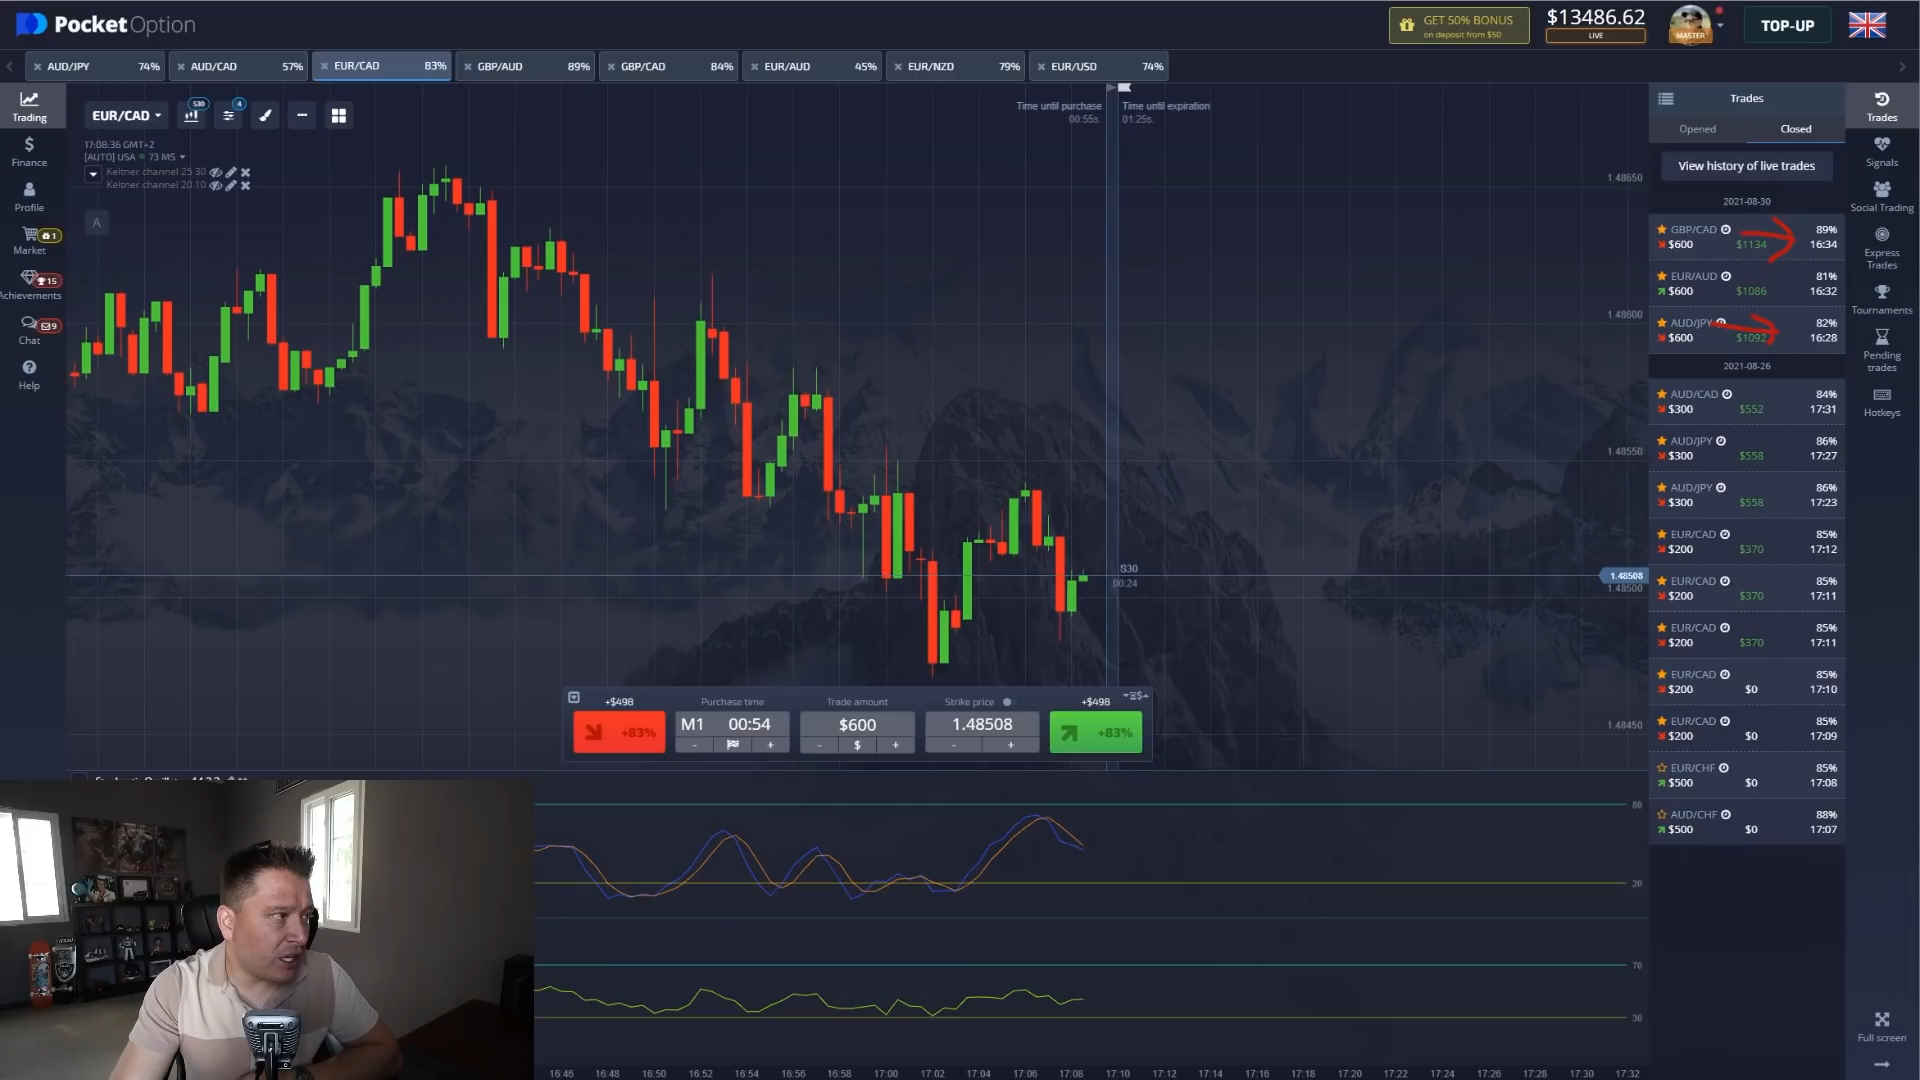 PocketOption
GET 50% BONUS
on deposit from $50
$13486.62
LIVE
MASTER
TOP-UP
AUD/JPY 74%
AUD/CAD 57%
EUR/CAD 83%
GBP/AUD 89%
GBP/CAD 84%
EUR/AUD 45%
EUR/NZD 79%
EUR/USD 74%
Trading
Finance
Profile
Market
1
Achievements
15
Chat
9
Help
EUR/CAD
S30
4
17:08:36 GMT+2
[AUTO] USA 73 MS
Keltner channel 25 30
Keltner channel 20 10
A
Time until purchase
00:55s.
Time until expiration
01:25s.
1.48650
1.48600
1.48550
1.48508
1.48500
1.48450
S30
00:24
+$498
Purchase time
Trade amount
Strike price
+$498
+83%
M1 00:54
$600
1.48508
+83%
- +
- $ +
- +
80
20
70
30
16:46 16:48 16:50 16:52 16:54 16:56 16:58 17:00 17:02 17:04 17:06 17:08 17:10 17:12 17:14 17:16 17:18 17:20 17:22 17:24 17:26 17:28 17:30 17:32
Trades
Opened Closed
View history of live trades
2021-08-30
GBP/CAD 89%
$600 $1134 16:34
EUR/AUD 81%
$600 $1086 16:32
AUD/JPY 82%
$600 $1092 16:28
2021-08-26
AUD/CAD 84%
$300 $552 17:31
AUD/JPY 86%
$300 $558 17:27
AUD/JPY 86%
$300 $558 17:23
EUR/CAD 85%
$200 $370 17:12
EUR/CAD 85%
$200 $370 17:11
EUR/CAD 85%
$200 $370 17:11
EUR/CAD 85%
$200 $0 17:10
EUR/CAD 85%
$200 $0 17:09
EUR/CHF 85%
$500 $0 17:08
AUD/CHF 88%
$500 $0 17:07
Trades
Signals
Social Trading
Express
Trades
Tournaments
Pending
trades
Hotkeys
Full screen